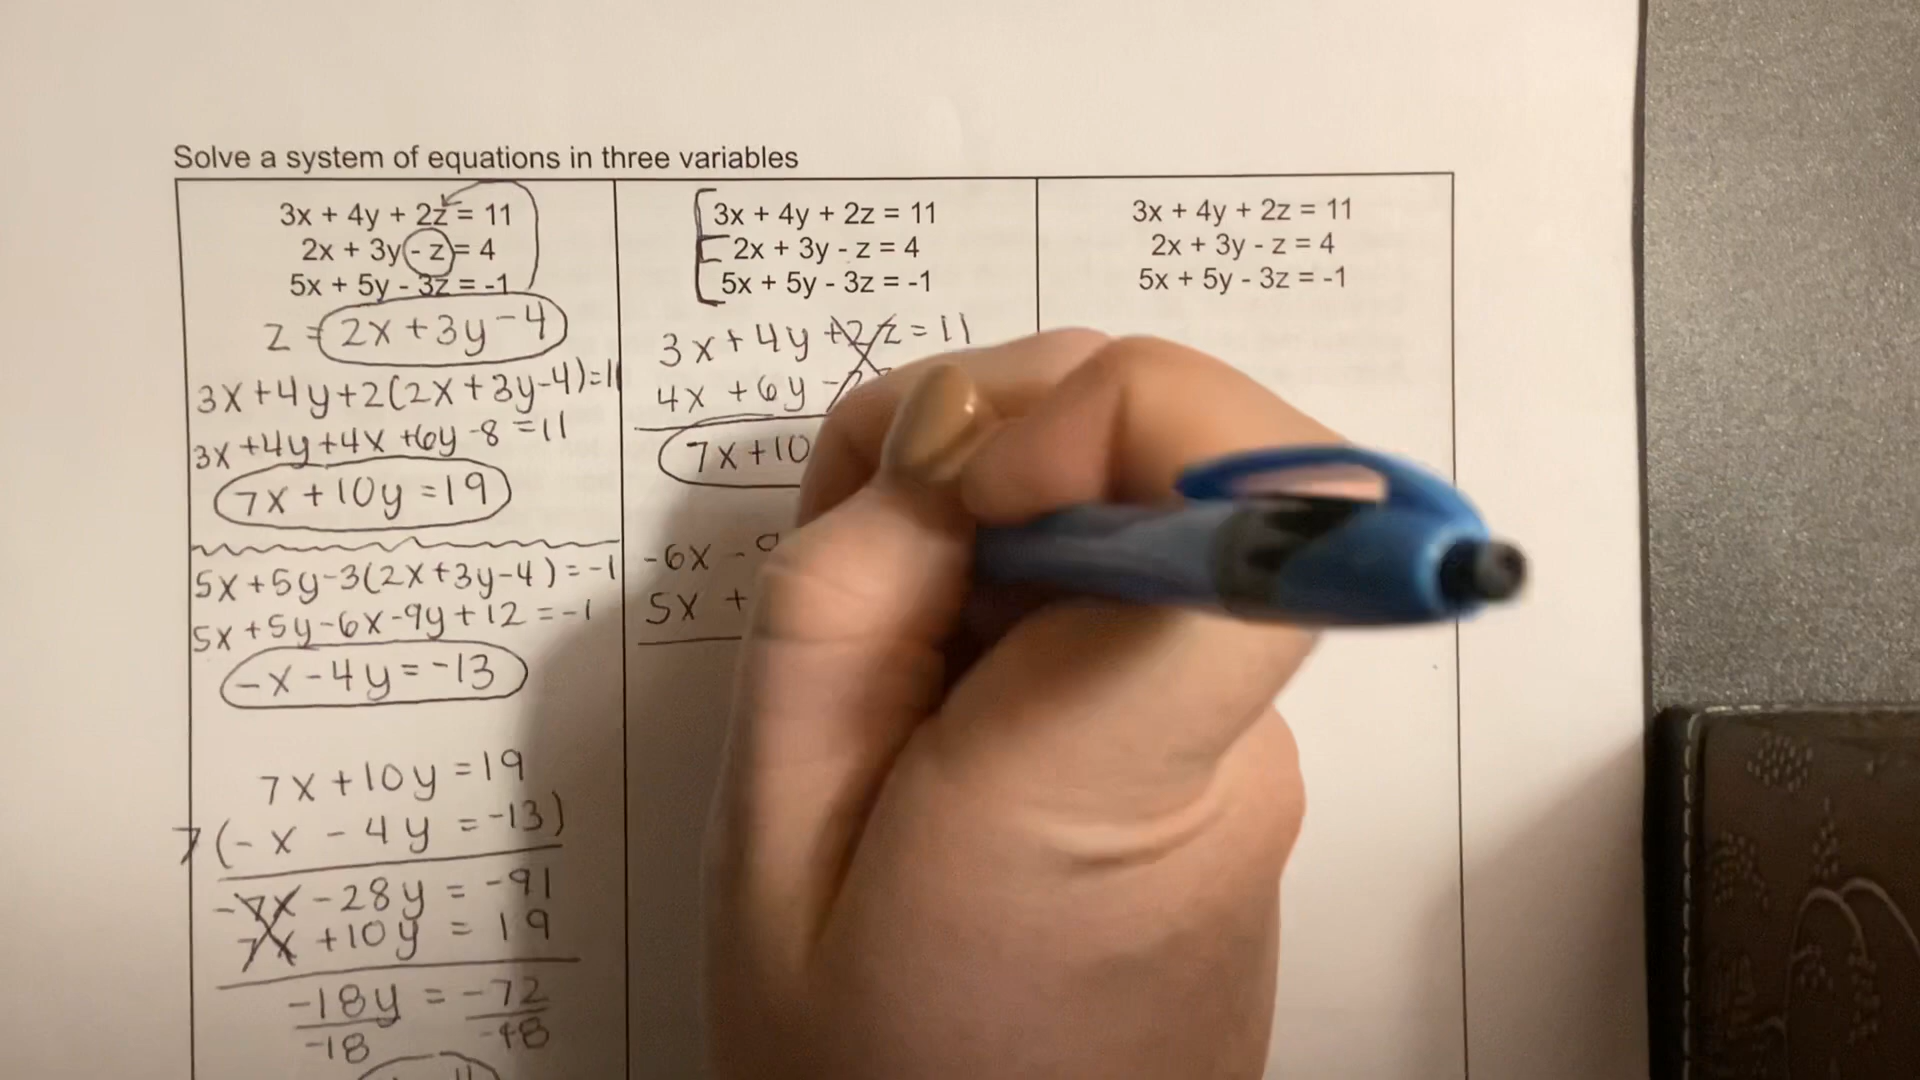 Solve a system of equations in three variables
3x + 4y + 2z = 11
2x + 3y - z = 4
5x + 5y - 3z = -1
z = 2x+3y-4
3x+4y+2(2x+3y-4)=11
3x+4y+4x+6y-8=11
7x+10y=19
5x+5y-3(2x+3y-4)=-1
5x+5y-6x-9y+12=-1
-x-4y=-13
7x+10y=19
7(-x - 4y = -13)
-7x-28y = -91
7x+10y = 19
-18y = -72
-18 -18
3x + 4y + 2z = 11
2x + 3y - z = 4
5x + 5y - 3z = -1
3x+4y+2z=11
4x+6y-2
7x+10
-6x-9
5x+
3x + 4y + 2z = 11
2x + 3y - z = 4
5x + 5y - 3z = -1